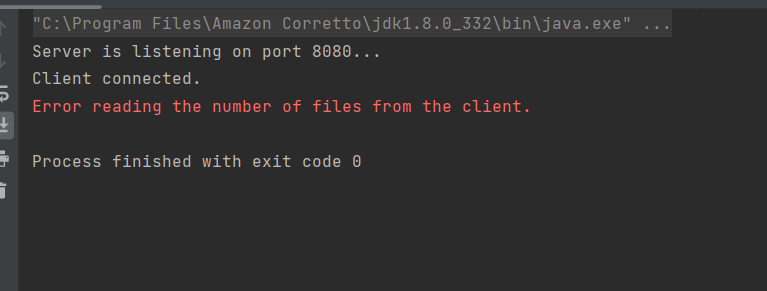 "C:\Program Files\Amazon Corretto\jdk1.8.0_332\bin\java.exe" ...
Server is listening on port 8080...
Client connected.
Error reading the number of files from the client.
Process finished with exit code 0